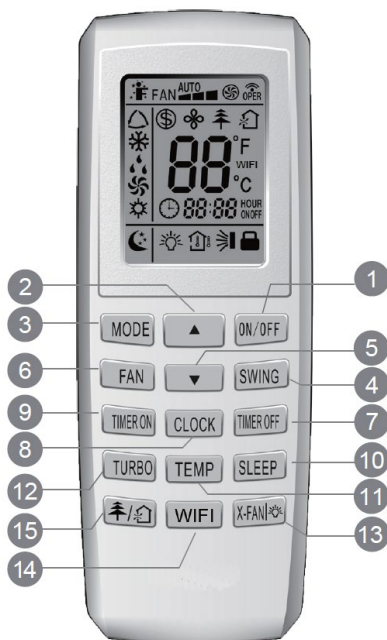 FAN AUTO OPER
88 °F
WIFI
°C
88:88 HOUR
ON OFF
2 1
3 MODE ▲ ON/OFF
5
6 FAN ▼ SWING
4
9 TIMER ON CLOCK TIMER OFF
8 7
TURBO TEMP SLEEP 10
12 11
15 WIFI X-FAN
13
14